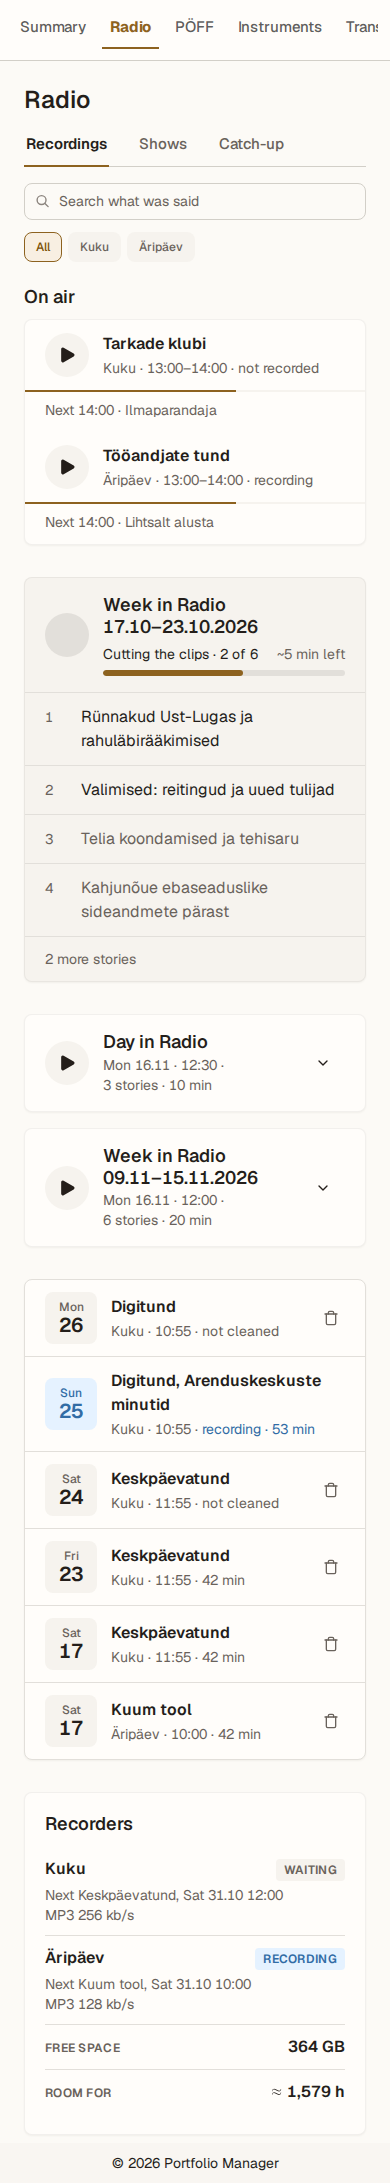 Summary Radio PÖFF Instruments Trans
Radio
Recordings Shows Catch-up
Search what was said
All Kuku Äripäev
On air
Tarkade klubi
Kuku · 13:00–14:00 · not recorded
Next 14:00 · Ilmaparandaja
Tööandjate tund
Äripäev · 13:00–14:00 · recording
Next 14:00 · Lihtsalt alusta
Week in Radio
17.10–23.10.2026
Cutting the clips · 2 of 6 ~5 min left
1 Rünnakud Ust-Lugas ja
rahuläbirääkimised
2 Valimised: reitingud ja uued tulijad
3 Telia koondamised ja tehisaru
4 Kahjunõue ebaseaduslike
sideandmete pärast
2 more stories
Day in Radio
Mon 16.11 · 12:30 ·
3 stories · 10 min
Week in Radio
09.11–15.11.2026
Mon 16.11 · 12:00 ·
6 stories · 20 min
Mon
26
Digitund
Kuku · 10:55 · not cleaned
Sun
25
Digitund, Arenduskeskuste
minutid
Kuku · 10:55 · recording · 53 min
Sat
24
Keskpäevatund
Kuku · 11:55 · not cleaned
Fri
23
Keskpäevatund
Kuku · 11:55 · 42 min
Sat
17
Keskpäevatund
Kuku · 11:55 · 42 min
Sat
17
Kuum tool
Äripäev · 10:00 · 42 min
Recorders
Kuku WAITING
Next Keskpäevatund, Sat 31.10 12:00
MP3 256 kb/s
Äripäev RECORDING
Next Kuum tool, Sat 31.10 10:00
MP3 128 kb/s
FREE SPACE 364 GB
ROOM FOR ≈ 1,579 h
© 2026 Portfolio Manager